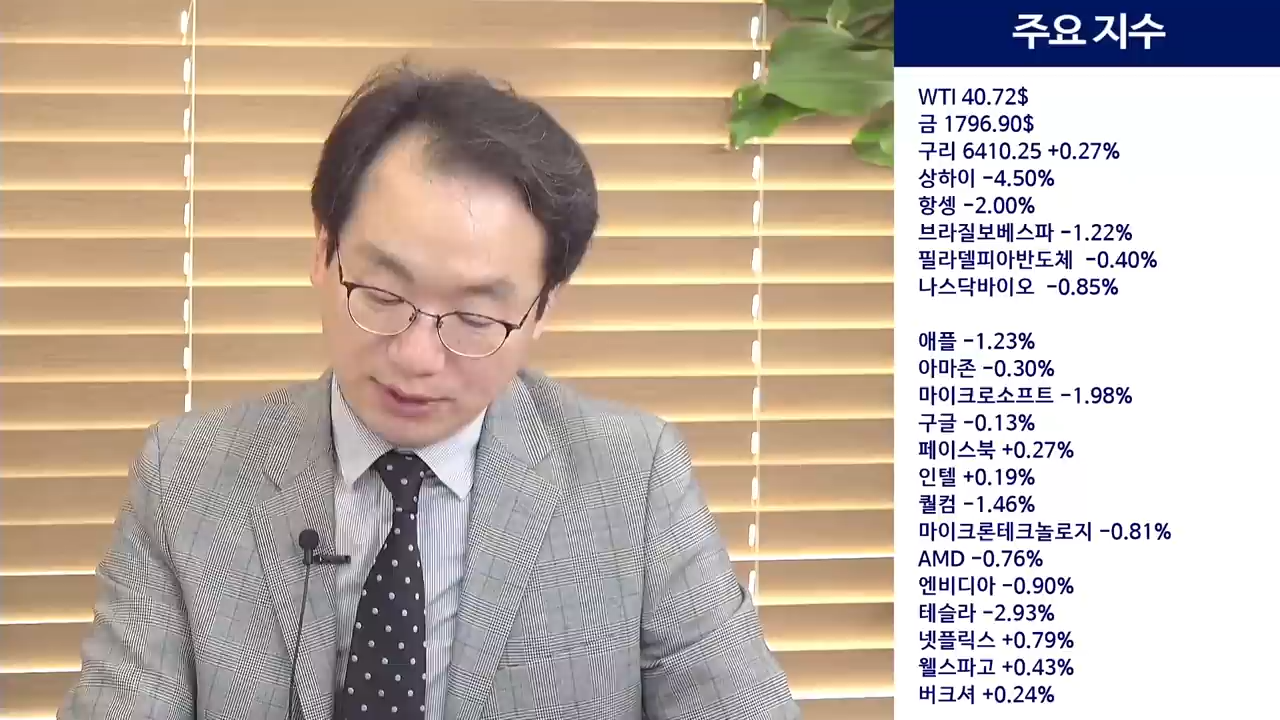 주요 지수
WTI 40.72$
금 1796.90$
구리 6410.25 +0.27%
상하이 -4.50%
항셍 -2.00%
브라질보베스파 -1.22%
필라델피아반도체 -0.40%
나스닥바이오 -0.85%
애플 -1.23%
아마존 -0.30%
마이크로소프트 -1.98%
구글 -0.13%
페이스북 +0.27%
인텔 +0.19%
퀄컴 -1.46%
마이크론테크놀로지 -0.81%
AMD -0.76%
엔비디아 -0.90%
테슬라 -2.93%
넷플릭스 +0.79%
웰스파고 +0.43%
버크셔 +0.24%